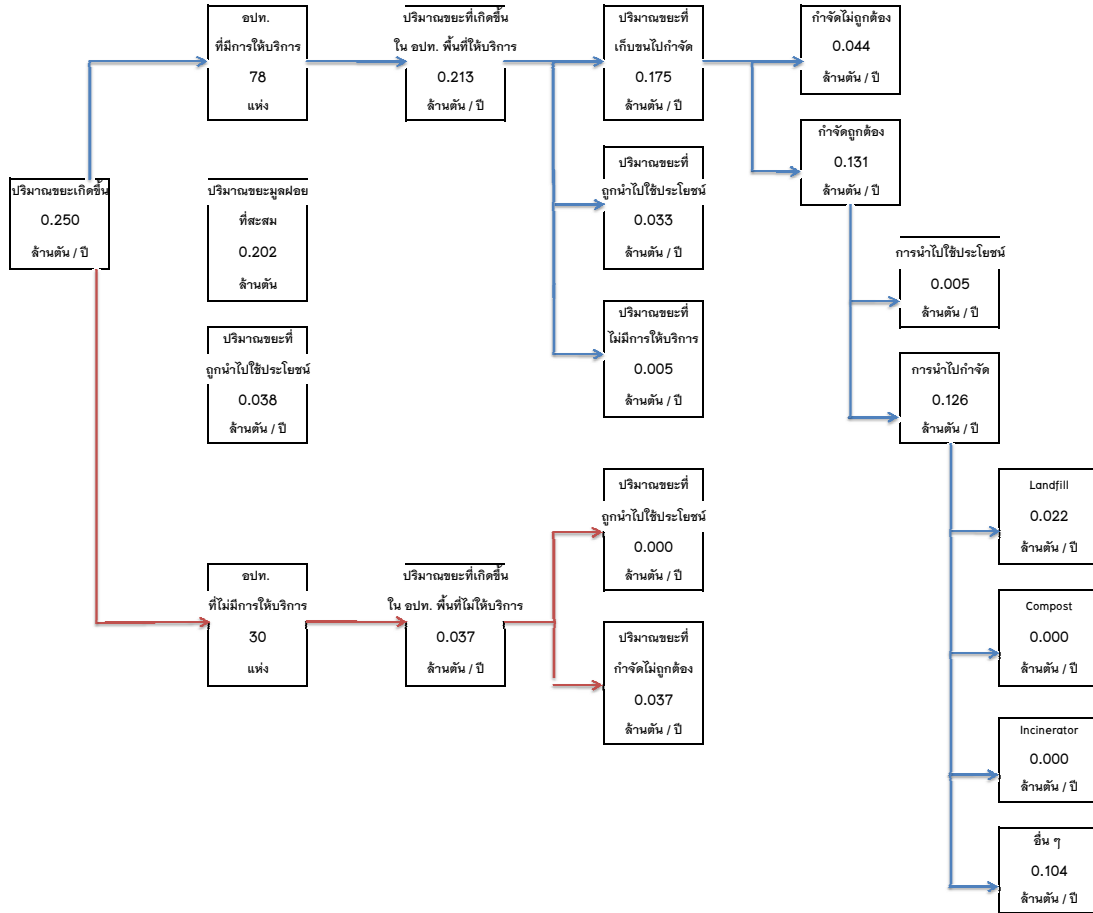 ปริมาณขยะเกิดขึ้น
0.250
ล้านตัน / ปี
อปท.
ที่มีการให้บริการ
78
แห่ง
ปริมาณขยะมูลฝอย
ที่สะสม
0.202
ล้านตัน
ปริมาณขยะที่
ถูกนำไปใช้ประโยชน์
0.038
ล้านตัน / ปี
อปท.
ที่ไม่มีการให้บริการ
30
แห่ง
ปริมาณขยะที่เกิดขึ้น
ใน อปท. พื้นที่ให้บริการ
0.213
ล้านตัน / ปี
ปริมาณขยะที่เกิดขึ้น
ใน อปท. พื้นที่ไม่ให้บริการ
0.037
ล้านตัน / ปี
ปริมาณขยะที่
เก็บขนไปกำจัด
0.175
ล้านตัน / ปี
ปริมาณขยะที่
ถูกนำไปใช้ประโยชน์
0.033
ล้านตัน / ปี
ปริมาณขยะที่
ไม่มีการให้บริการ
0.005
ล้านตัน / ปี
ปริมาณขยะที่
ถูกนำไปใช้ประโยชน์
0.000
ล้านตัน / ปี
ปริมาณขยะที่
กำจัดไม่ถูกต้อง
0.037
ล้านตัน / ปี
กำจัดไม่ถูกต้อง
0.044
ล้านตัน / ปี
กำจัดถูกต้อง
0.131
ล้านตัน / ปี
การนำไปใช้ประโยชน์
0.005
ล้านตัน / ปี
การนำไปกำจัด
0.126
ล้านตัน / ปี
Landfill
0.022
ล้านตัน / ปี
Compost
0.000
ล้านตัน / ปี
Incinerator
0.000
ล้านตัน / ปี
อื่น ๆ
0.104
ล้านตัน / ปี